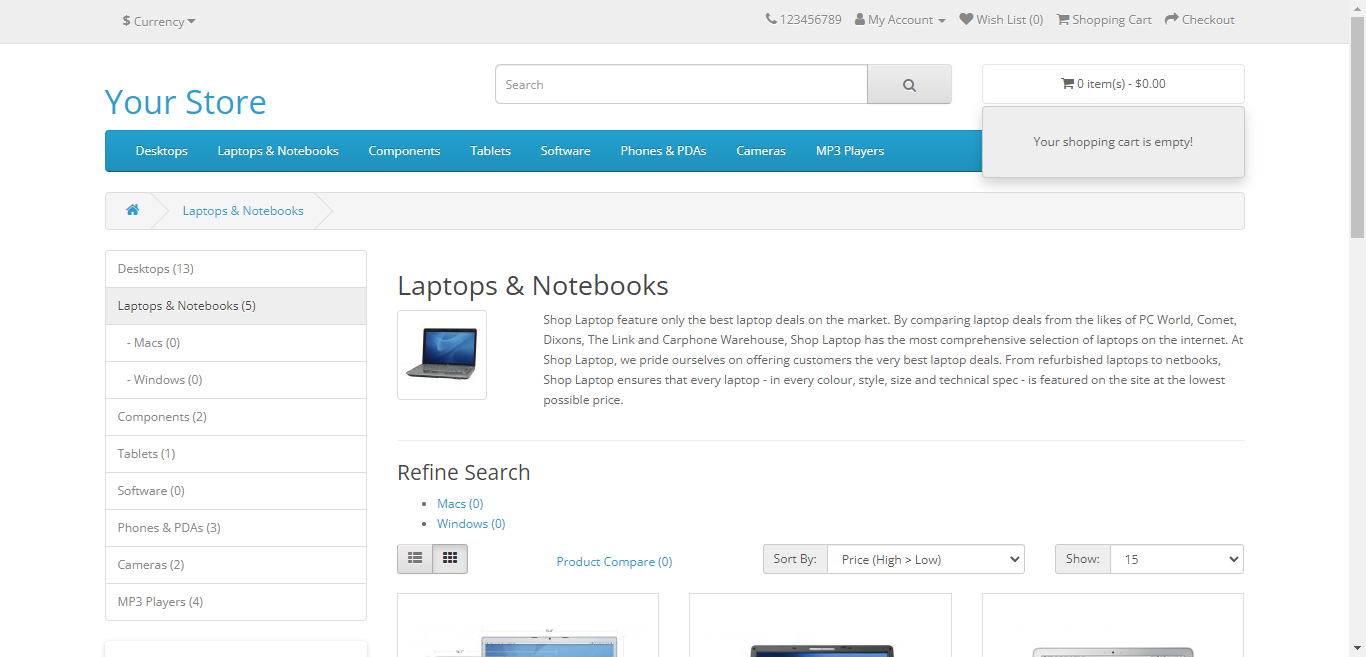 $ Currency
123456789
My Account
Wish List (0)
Shopping Cart
Checkout
Your Store
Search
0 item(s) - $0.00
Your shopping cart is empty!
Desktops
Laptops & Notebooks
Components
Tablets
Software
Phones & PDAs
Cameras
MP3 Players
Laptops & Notebooks
Desktops (13)
Laptops & Notebooks (5)
- Macs (0)
- Windows (0)
Components (2)
Tablets (1)
Software (0)
Phones & PDAs (3)
Cameras (2)
MP3 Players (4)
Laptops & Notebooks
Shop Laptop feature only the best laptop deals on the market. By comparing laptop deals from the likes of PC World, Comet,
Dixons, The Link and Carphone Warehouse, Shop Laptop has the most comprehensive selection of laptops on the internet. At
Shop Laptop, we pride ourselves on offering customers the very best laptop deals. From refurbished laptops to netbooks,
Shop Laptop ensures that every laptop - in every colour, style, size and technical spec - is featured on the site at the lowest
possible price.
Refine Search
Macs (0)
Windows (0)
Product Compare (0)
Sort By:
Price (High > Low)
Show:
15